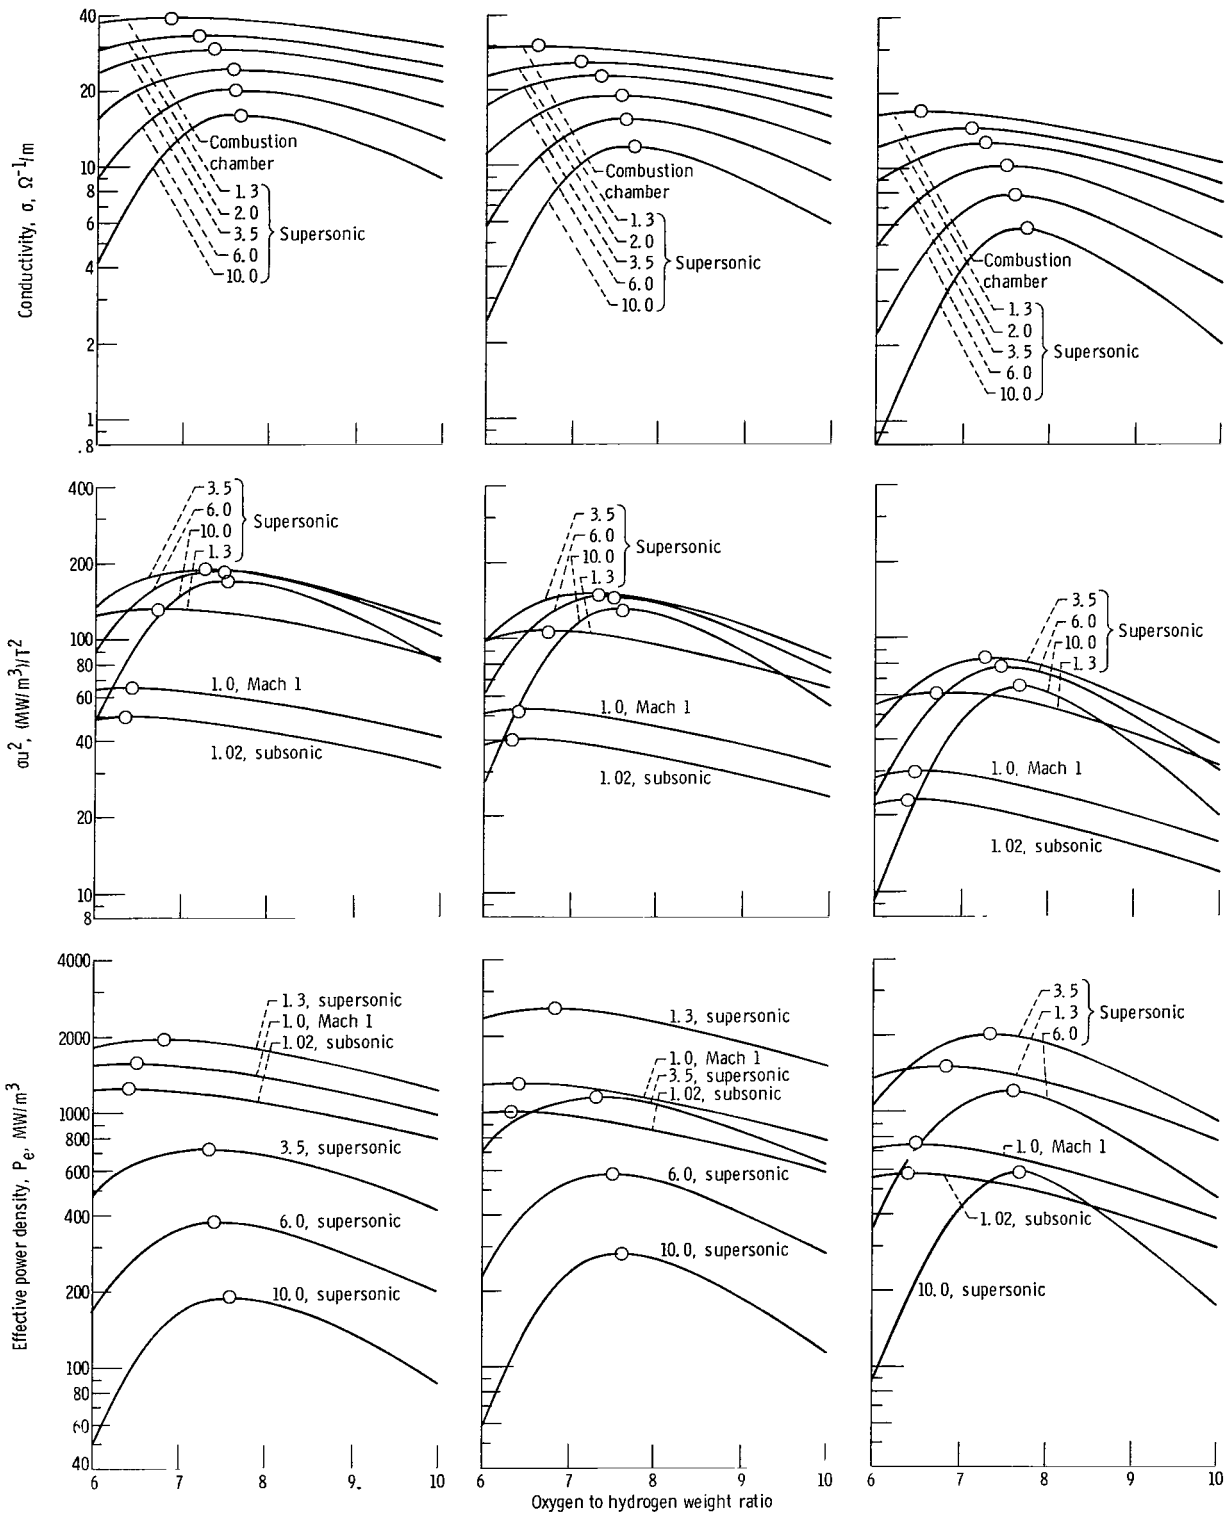 40
20
10
8
6
4
2
1
.8
Conductivity, σ, Ω⁻¹/m
Combustion
chamber
1.3
2.0
3.5
6.0
10.0
Supersonic
Combustion
chamber
1.3
2.0
3.5
6.0
10.0
Supersonic
Combustion
chamber
1.3
2.0
3.5
6.0
10.0
Supersonic
400
200
100
80
60
40
20
10
8
σu², (MW/m³)/T²
3.5
6.0
10.0
1.3
Supersonic
1.0, Mach 1
1.02, subsonic
3.5
6.0
10.0
1.3
Supersonic
1.0, Mach 1
1.02, subsonic
3.5
6.0
10.0
1.3
Supersonic
1.0, Mach 1
1.02, subsonic
4000
2000
1000
800
600
400
200
100
80
60
40
Effective power density, Pₑ, MW/m³
1.3, supersonic
1.0, Mach 1
1.02, subsonic
3.5, supersonic
6.0, supersonic
10.0, supersonic
6 7 8 9 10
1.3, supersonic
1.0, Mach 1
3.5, supersonic
1.02, subsonic
6.0, supersonic
10.0, supersonic
6 7 8 9 10
3.5
1.3
6.0
Supersonic
1.0, Mach 1
1.02, subsonic
10.0, supersonic
6 7 8 9 10
Oxygen to hydrogen weight ratio